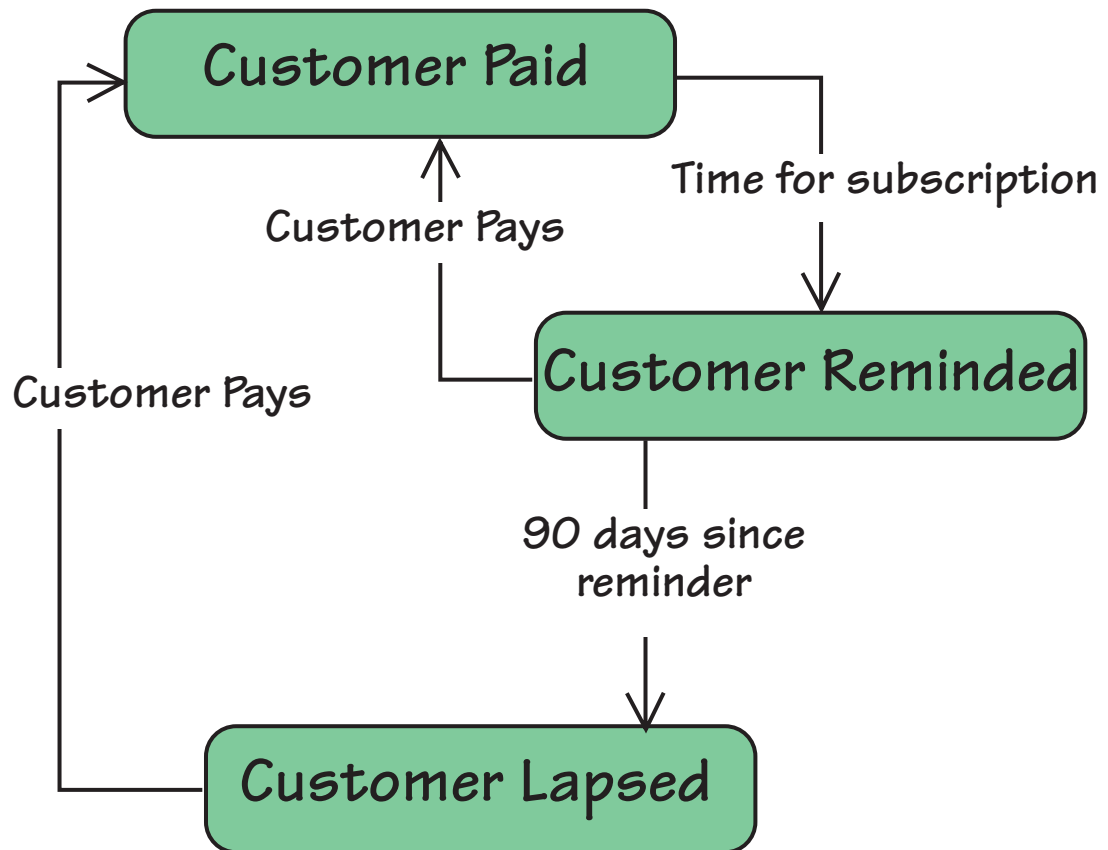 Customer Paid
Time for subscription
Customer Pays
Customer Reminded
Customer Pays
90 days since
reminder
Customer Lapsed